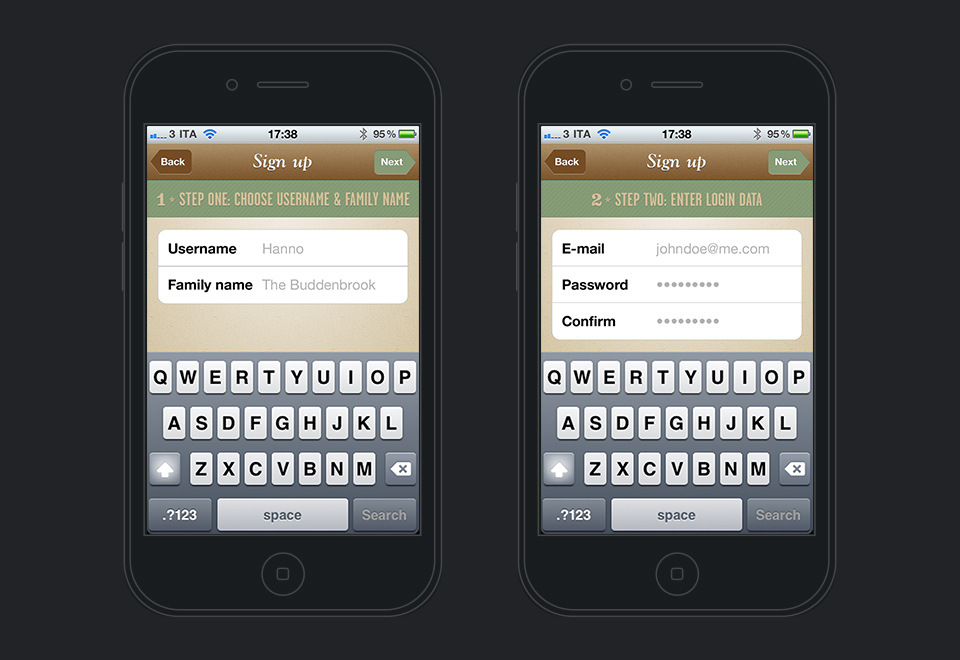 3 ITA 17:38 95%
Back Sign up Next
1 * STEP ONE: CHOOSE USERNAME & FAMILY NAME
Username Hanno
Family name The Buddenbrook
Q W E R T Y U I O P
A S D F G H J K L
Z X C V B N M
.?123 space Search
3 ITA 17:38 95%
Back Sign up Next
2 * STEP TWO: ENTER LOGIN DATA
E-mail johndoe@me.com
Password •••••••••
Confirm •••••••••
Q W E R T Y U I O P
A S D F G H J K L
Z X C V B N M
.?123 space Search